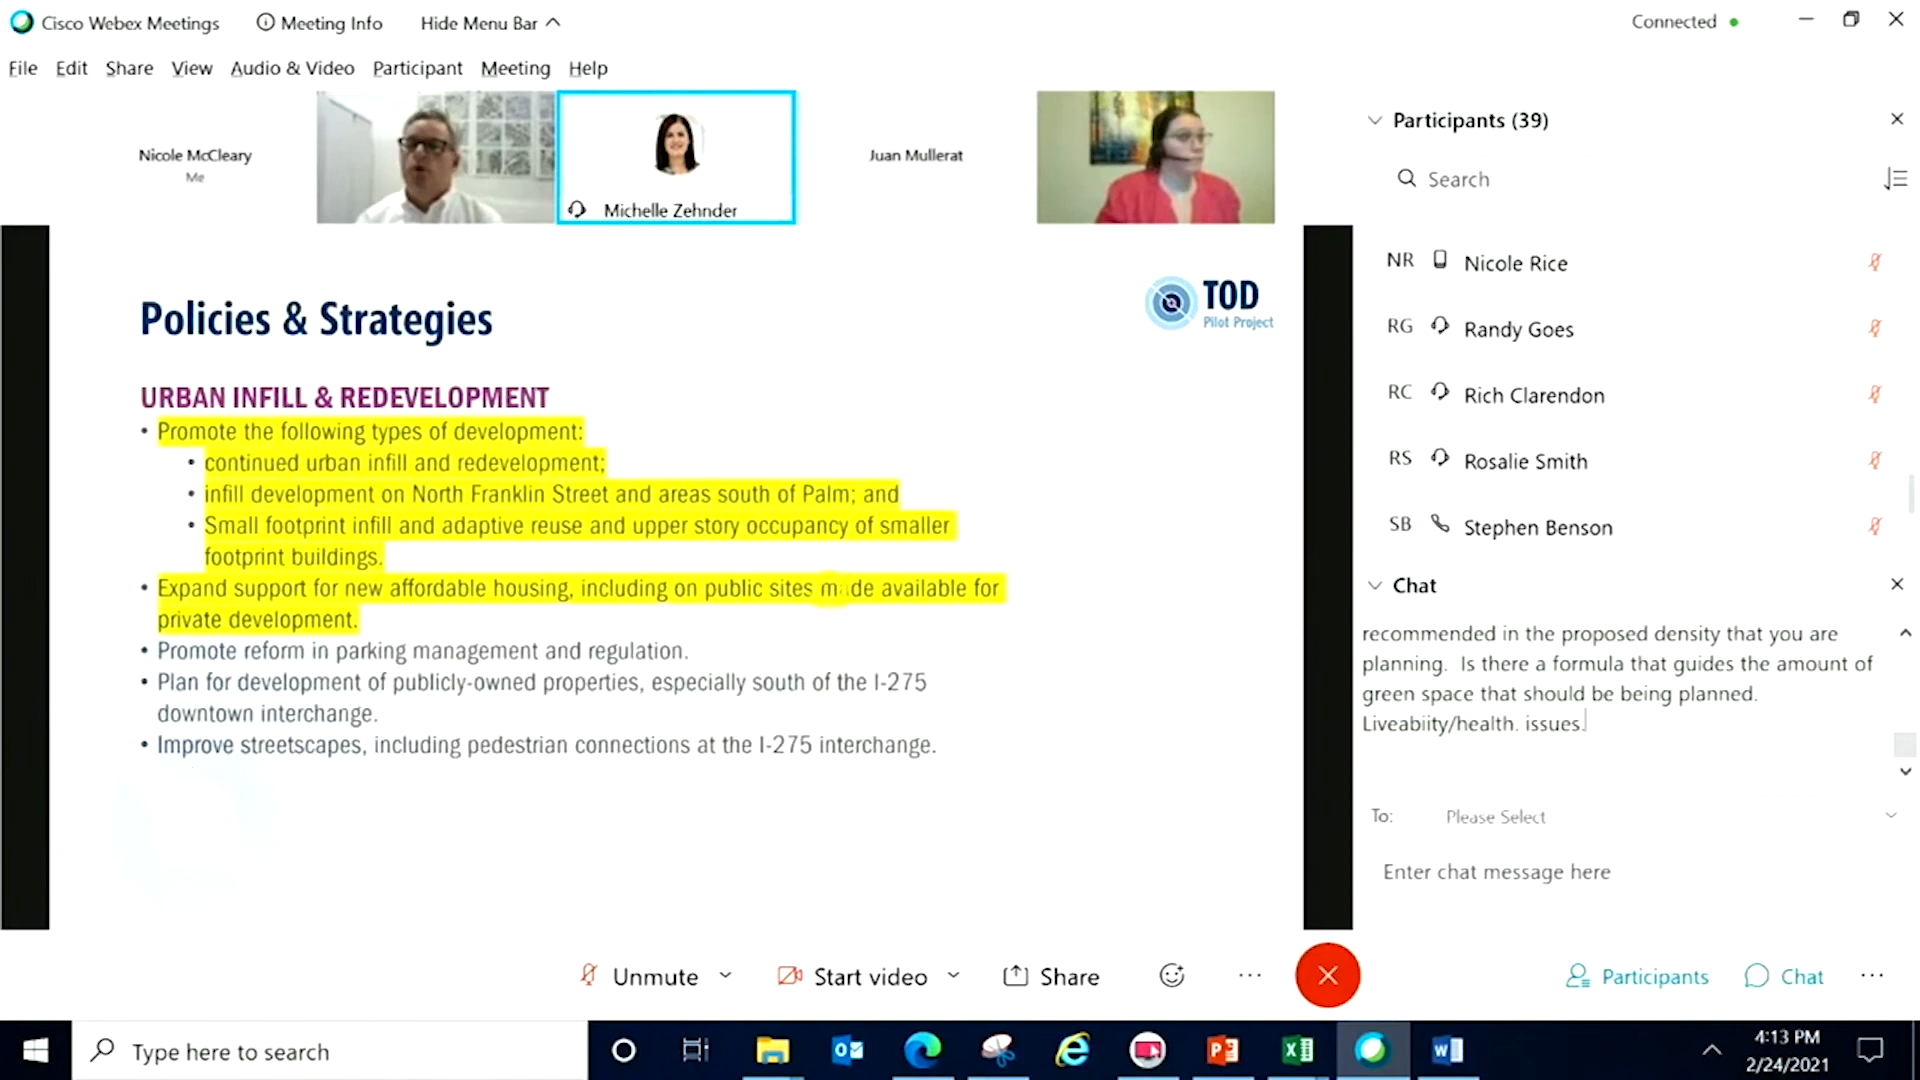 Cisco Webex Meetings
Meeting Info
Hide Menu Bar
Connected
File Edit Share View Audio & Video Participant Meeting Help
Nicole McCleary
Me
Michelle Zehnder
Juan Mullerat
Participants (39)
Search
NR Nicole Rice
RG Randy Goes
RC Rich Clarendon
RS Rosalie Smith
SB Stephen Benson
Policies & Strategies
TOD
Pilot Project
URBAN INFILL & REDEVELOPMENT
• Promote the following types of development:
• continued urban infill and redevelopment;
• infill development on North Franklin Street and areas south of Palm; and
• Small footprint infill and adaptive reuse and upper story occupancy of smaller
footprint buildings.
• Expand support for new affordable housing, including on public sites made available for
private development.
• Promote reform in parking management and regulation.
• Plan for development of publicly-owned properties, especially south of the I-275
downtown interchange.
• Improve streetscapes, including pedestrian connections at the I-275 interchange.
Chat
recommended in the proposed density that you are
planning. Is there a formula that guides the amount of
green space that should be being planned.
Liveabiity/health. issues.
To: Please Select
Enter chat message here
Unmute
Start video
Share
Participants
Chat
Type here to search
4:13 PM
2/24/2021